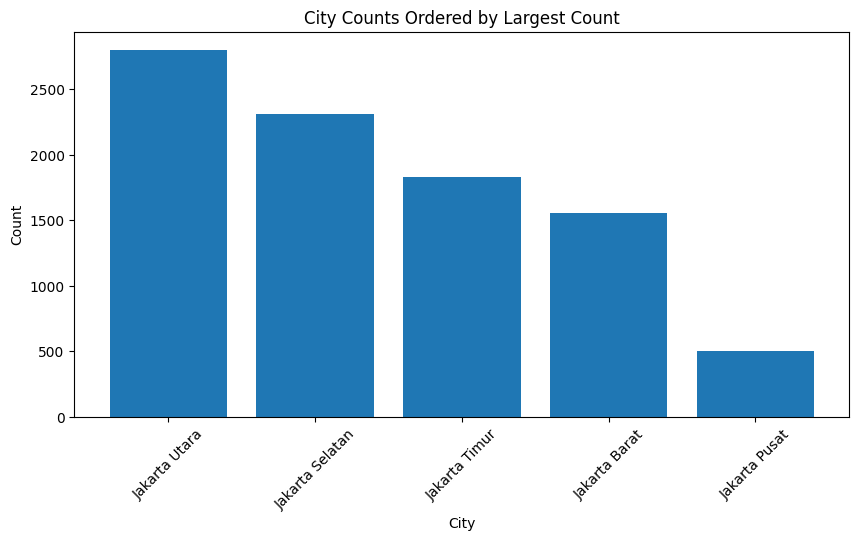 City Counts Ordered by Largest Count
2500
2000
1500
1000
500
0
Count
Jakarta Utara
Jakarta Selatan
Jakarta Timur
Jakarta Barat
Jakarta Pusat
City